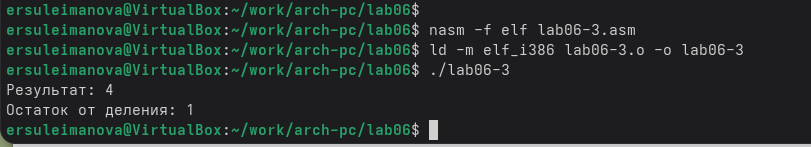 ersuleimanova@VirtualBox:~/work/arch-pc/lab06$
ersuleimanova@VirtualBox:~/work/arch-pc/lab06$ nasm -f elf lab06-3.asm
ersuleimanova@VirtualBox:~/work/arch-pc/lab06$ ld -m elf_i386 lab06-3.o -o lab06-3
ersuleimanova@VirtualBox:~/work/arch-pc/lab06$ ./lab06-3
Результат: 4
Остаток от деления: 1
ersuleimanova@VirtualBox:~/work/arch-pc/lab06$